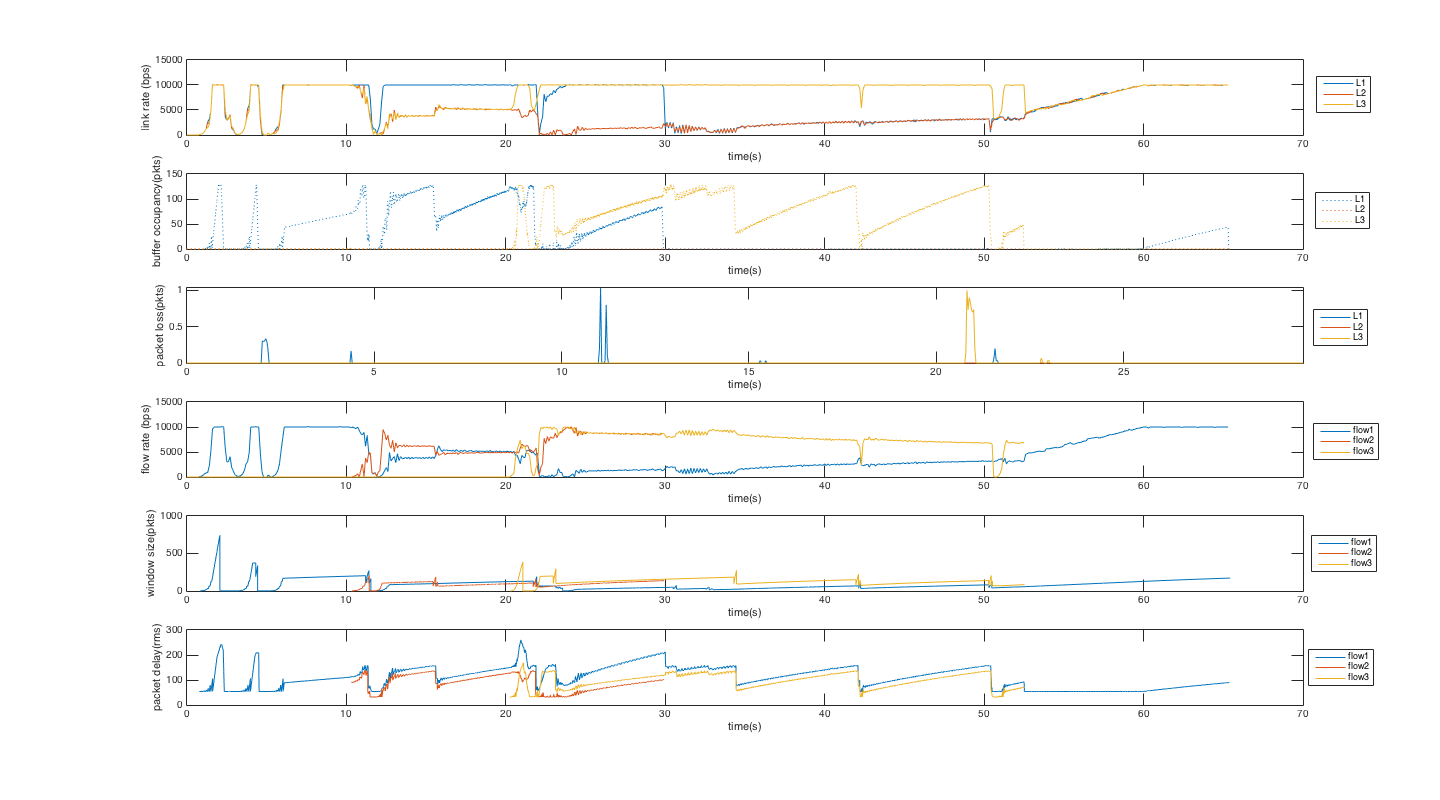 link rate (bps)
15000
10000
5000
0
0 10 20 30 40 50 60 70
time(s)
L1
L2
L3
buffer occupancy(pkts)
150
100
50
0
0 10 20 30 40 50 60 70
time(s)
L1
L2
L3
packet loss(pkts)
1
0.5
0
0 5 10 15 20 25
time(s)
L1
L2
L3
flow rate (bps)
15000
10000
5000
0
0 10 20 30 40 50 60 70
time(s)
flow1
flow2
flow3
window size(pkts)
1000
500
0
0 10 20 30 40 50 60 70
time(s)
flow1
flow2
flow3
packet delay(rms)
300
200
100
0
0 10 20 30 40 50 60 70
time(s)
flow1
flow2
flow3